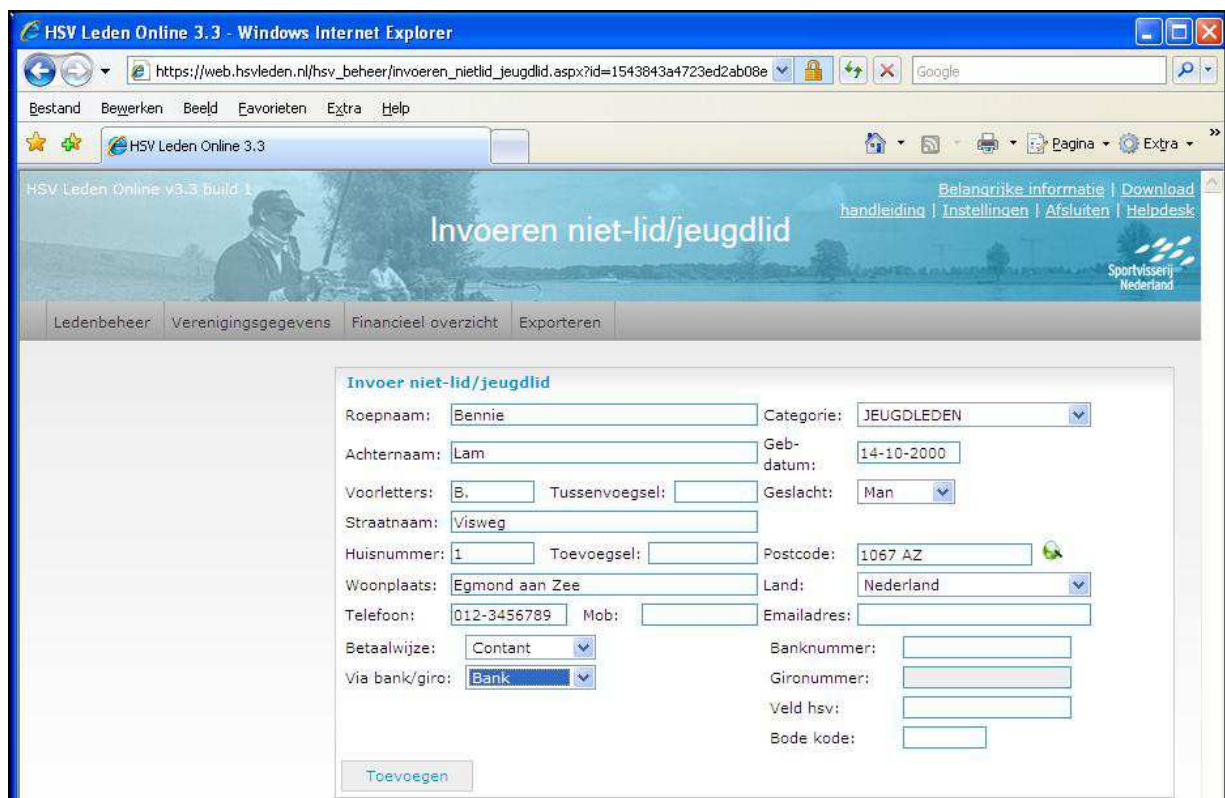 HSV Leden Online 3.3 - Windows Internet Explorer
https://web.hsvleden.nl/hsv_beheer/invoeren_nietlid_jeugdlid.aspx?id=1543843a4723ed2ab08e
Google
Bestand Bewerken Beeld Favorieten Extra Help
HSV Leden Online 3.3
Pagina Extra »
HSV Leden Online v3.3 build 1
Belangrijke informatie | Download
handleiding | Instellingen | Afsluiten | Helpdesk
Invoeren niet-lid/jeugdlid
Sportvisserij
Nederland
Ledenbeheer Verenigingsgegevens Financieel overzicht Exporteren
Invoer niet-lid/jeugdlid
Roepnaam: Bennie Categorie: JEUGDLEDEN
Achternaam: Lam Geb-
datum: 14-10-2000
Voorletters: B. Tussenvoegsel: Geslacht: Man
Straatnaam: Visweg
Huisnummer: 1 Toevoegsel: Postcode: 1067 AZ
Woonplaats: Egmond aan Zee Land: Nederland
Telefoon: 012-3456789 Mob: Emailadres:
Betaalwijze: Contant Banknummer:
Via bank/giro: Bank Gironummer:
Veld hsv:
Bode kode:
Toevoegen